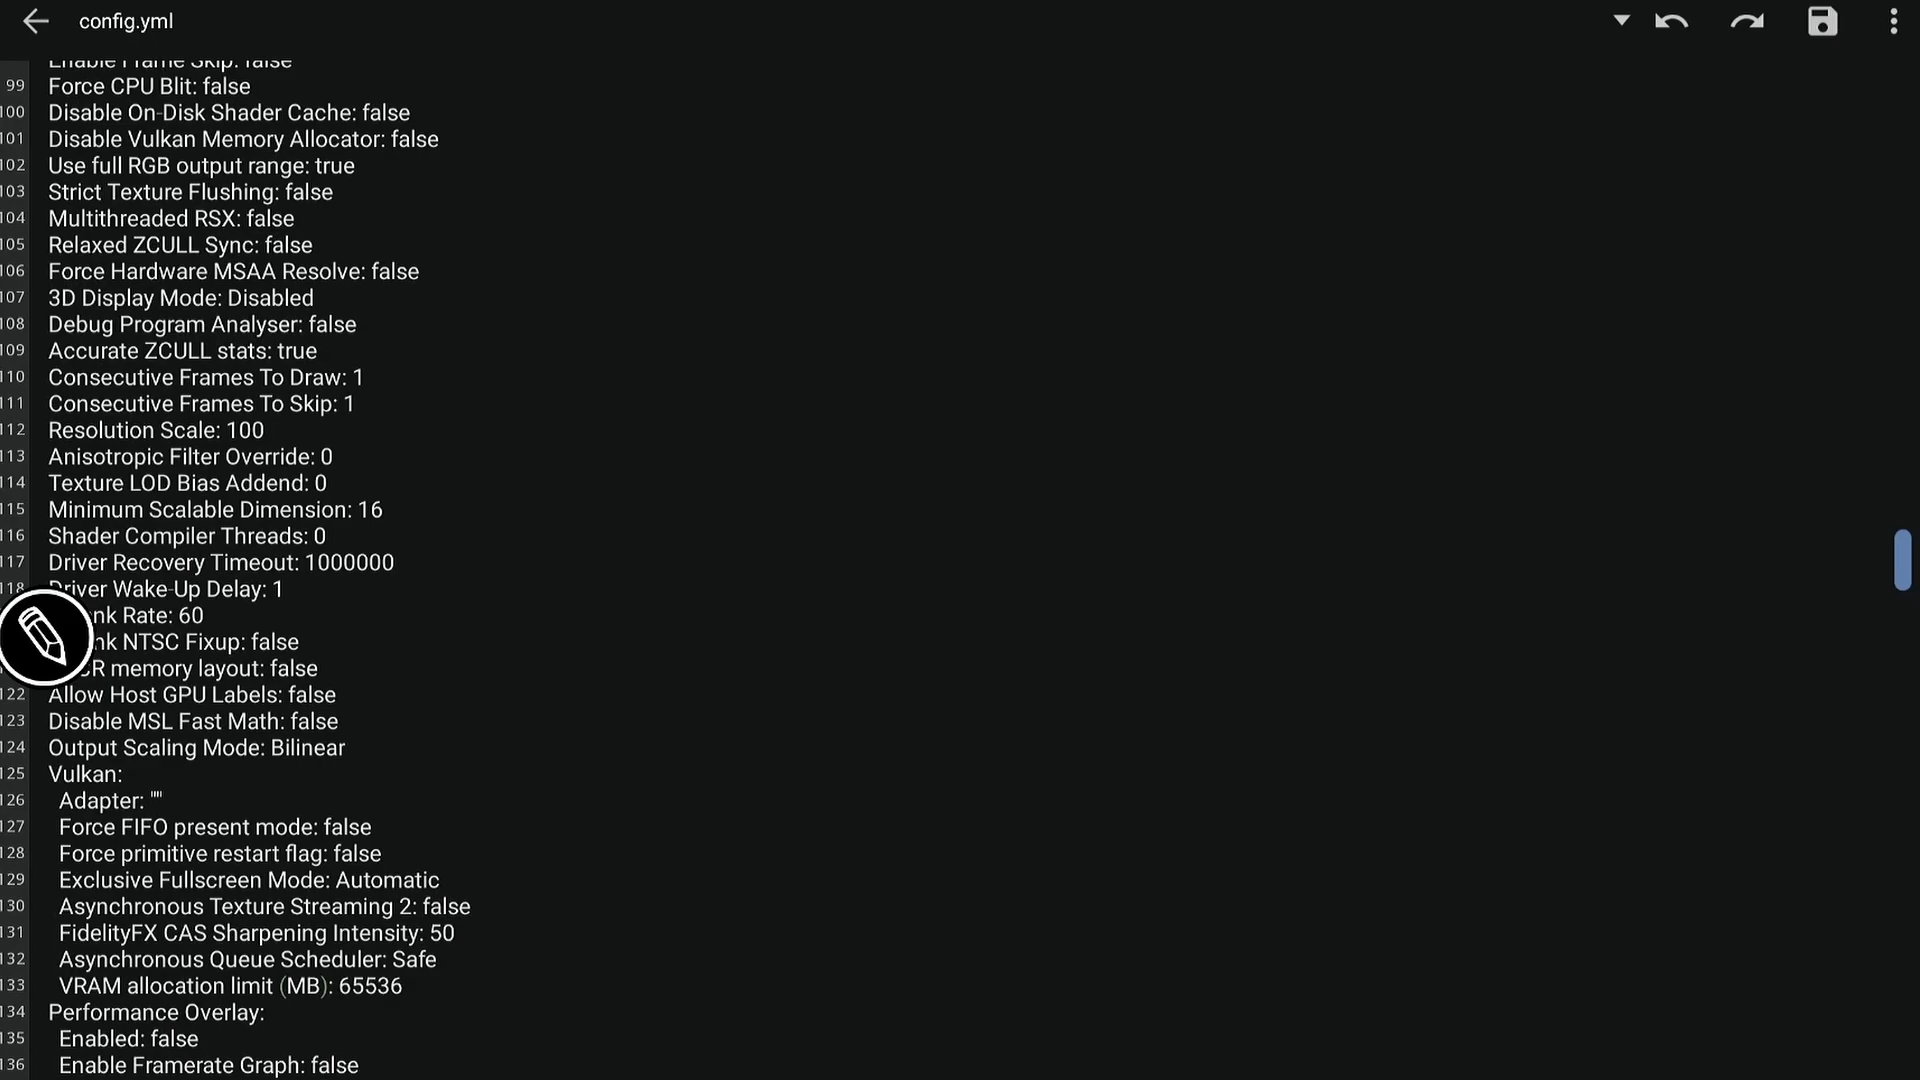 config.yml
Enable Frame Skip: false
99 Force CPU Blit: false
100 Disable On-Disk Shader Cache: false
101 Disable Vulkan Memory Allocator: false
102 Use full RGB output range: true
103 Strict Texture Flushing: false
104 Multithreaded RSX: false
105 Relaxed ZCULL Sync: false
106 Force Hardware MSAA Resolve: false
107 3D Display Mode: Disabled
108 Debug Program Analyser: false
109 Accurate ZCULL stats: true
110 Consecutive Frames To Draw: 1
111 Consecutive Frames To Skip: 1
112 Resolution Scale: 100
113 Anisotropic Filter Override: 0
114 Texture LOD Bias Addend: 0
115 Minimum Scalable Dimension: 16
116 Shader Compiler Threads: 0
117 Driver Recovery Timeout: 1000000
118 Driver Wake-Up Delay: 1
Rate: 60
NTSC Fixup: false
memory layout: false
122 Allow Host GPU Labels: false
123 Disable MSL Fast Math: false
124 Output Scaling Mode: Bilinear
125 Vulkan:
126 Adapter: ""
127 Force FIFO present mode: false
128 Force primitive restart flag: false
129 Exclusive Fullscreen Mode: Automatic
130 Asynchronous Texture Streaming 2: false
131 FidelityFX CAS Sharpening Intensity: 50
132 Asynchronous Queue Scheduler: Safe
133 VRAM allocation limit (MB): 65536
134 Performance Overlay:
135 Enabled: false
136 Enable Framerate Graph: false